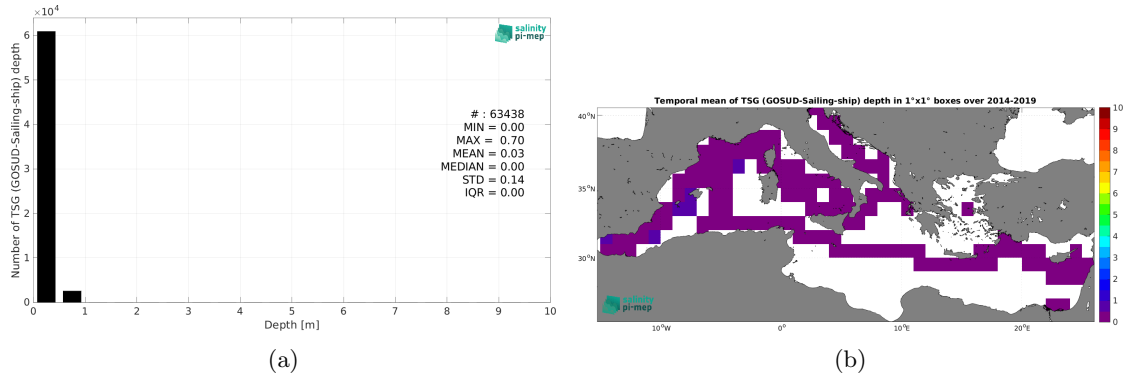 ×10^4
salinity
pi-mep
6
5
4
3
2
1
0
Number of TSG (GOSUD-Sailing-ship) depth
# : 63438
MIN = 0.00
MAX = 0.70
MEAN = 0.03
MEDIAN = 0.00
STD = 0.14
IQR = 0.00
0 1 2 3 4 5 6 7 8 9 10
Depth [m]
(a)
Temporal mean of TSG (GOSUD-Sailing-ship) depth in 1°x1° boxes over 2014-2019
40°N
35°N
30°N
salinity
pi-mep
10°W 0° 10°E 20°E
10
9
8
7
6
5
4
3
2
1
0
(b)